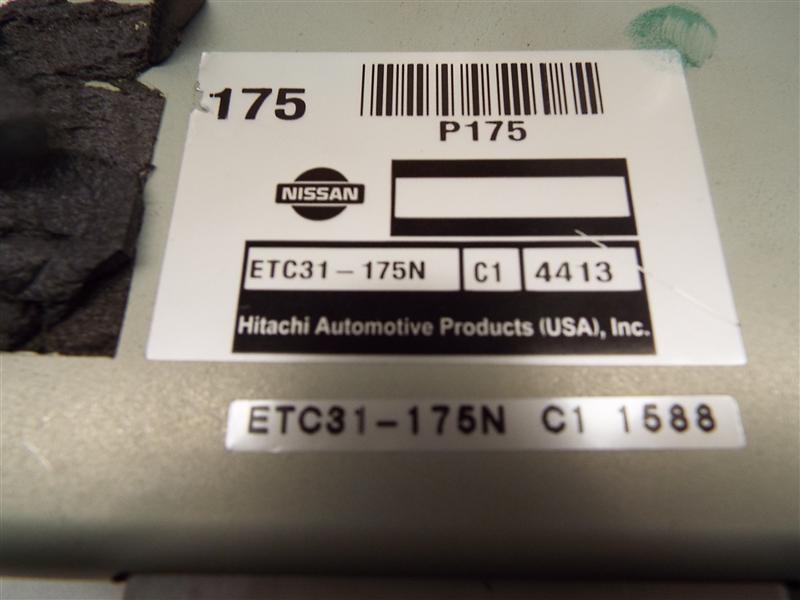 175
P175
NISSAN
ETC31-175N C1 4413
Hitachi Automotive Products (USA), Inc.
ETC31-175N C1 1588